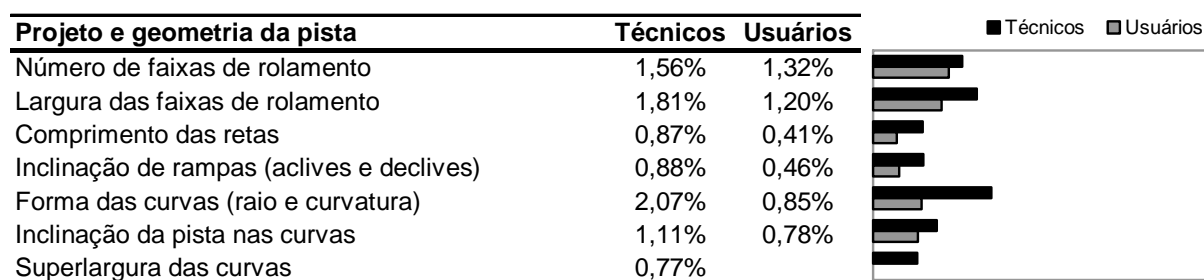 Projeto e geometria da pista Técnicos Usuários Técnicos Usuários
Número de faixas de rolamento 1,56% 1,32%
Largura das faixas de rolamento 1,81% 1,20%
Comprimento das retas 0,87% 0,41%
Inclinação de rampas (aclives e declives) 0,88% 0,46%
Forma das curvas (raio e curvatura) 2,07% 0,85%
Inclinação da pista nas curvas 1,11% 0,78%
Superlargura das curvas 0,77%